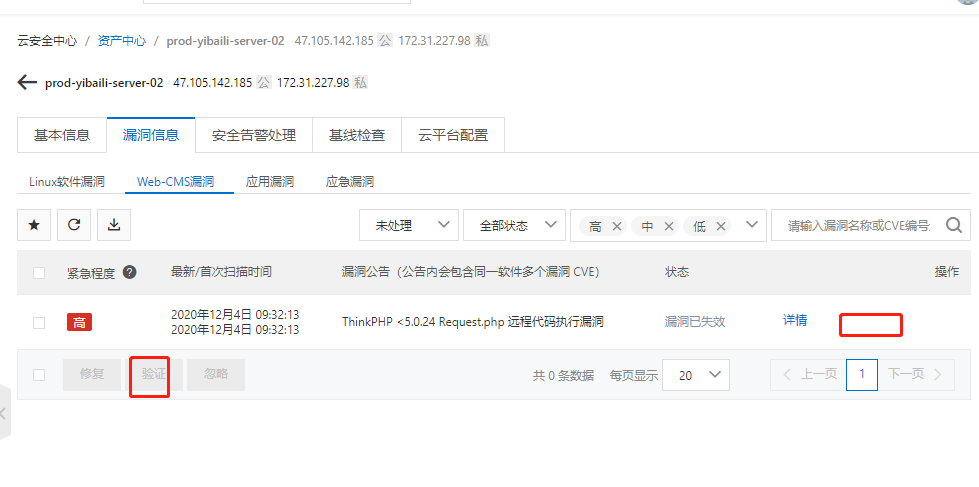 云安全中心 / 资产中心 / prod-yibaili-server-02 47.105.142.185 公 172.31.227.98 私
prod-yibaili-server-02 47.105.142.185 公 172.31.227.98 私
基本信息 漏洞信息 安全告警处理 基线检查 云平台配置
Linux软件漏洞 Web-CMS漏洞 应用漏洞 应急漏洞
未处理 全部状态 高 × 中 × 低 × 请输入漏洞名称或CVE编号
紧急程度 ? 最新/首次扫描时间 漏洞公告（公告内会包含同一软件多个漏洞 CVE） 状态 操作
高 2020年12月4日 09:32:13 ThinkPHP <5.0.24 Request.php 远程代码执行漏洞 漏洞已失效 详情
2020年12月4日 09:32:13
修复 验证 忽略 共 0 条数据 每页显示 20 上一页 1 下一页